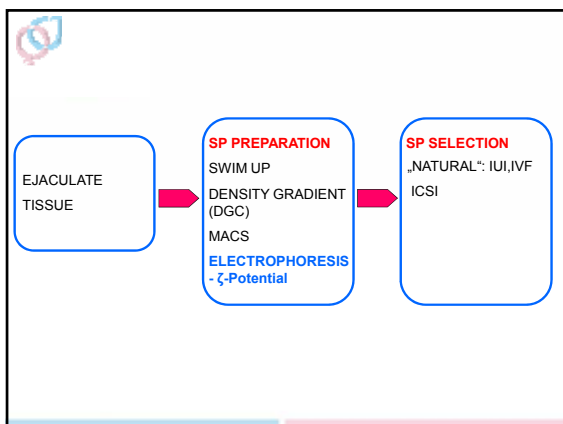 EJACULATE
TISSUE
SP PREPARATION
SWIM UP
DENSITY GRADIENT
(DGC)
MACS
ELECTROPHORESIS
- ζ-Potential
SP SELECTION
„NATURAL“: IUI,IVF
ICSI